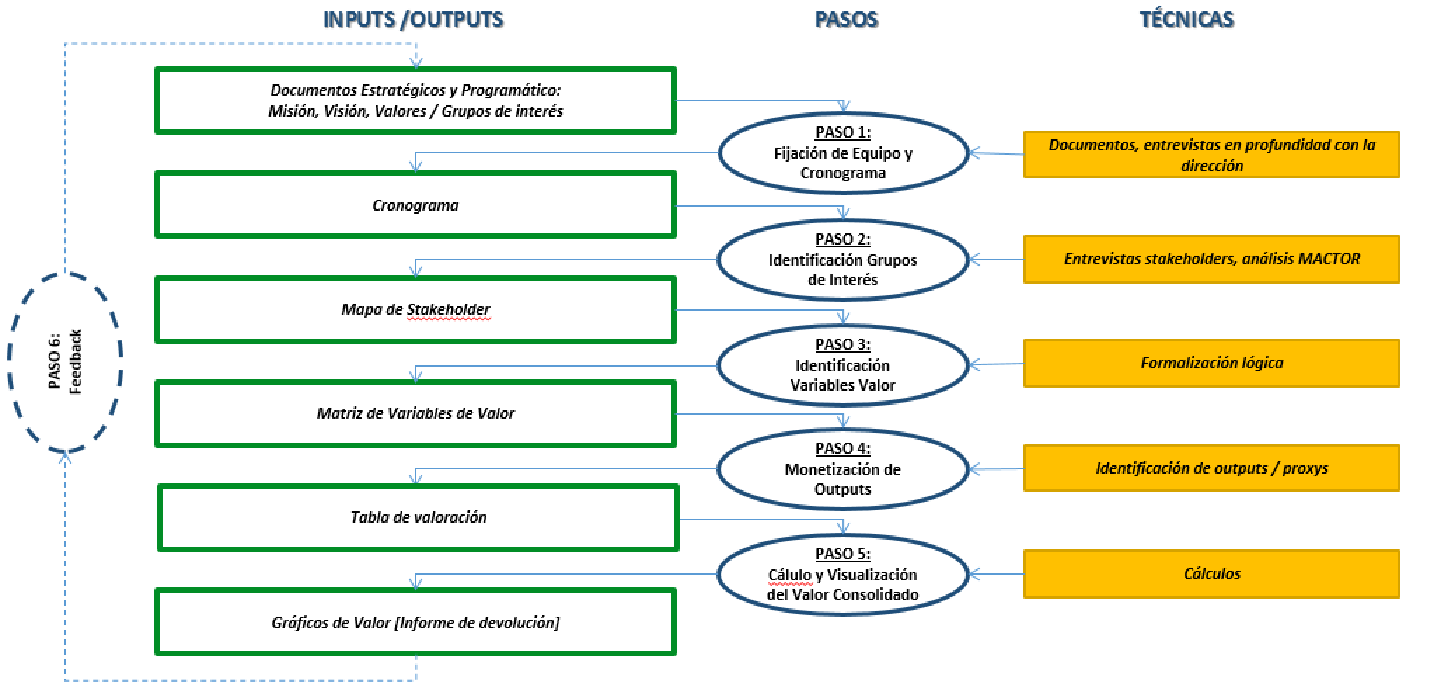 INPUTS /OUTPUTS
PASOS
TÉCNICAS
Documentos Estratégicos y Programático:
Misión, Visión, Valores / Grupos de interés
PASO 1:
Fijación de Equipo y
Cronograma
Documentos, entrevistas en profundidad con la
dirección
Cronograma
PASO 2:
Identificación Grupos
de Interés
Entrevistas stakeholders, análisis MACTOR
Mapa de Stakeholder
PASO 3:
Identificación
Variables Valor
Formalización lógica
Matriz de Variables de Valor
PASO 4:
Monetización de
Outputs
Identificación de outputs / proxys
Tabla de valoración
PASO 5:
Cálulo y Visualización
del Valor Consolidado
Cálculos
Gráficos de Valor [Informe de devolución]
PASO 6:
Feedback